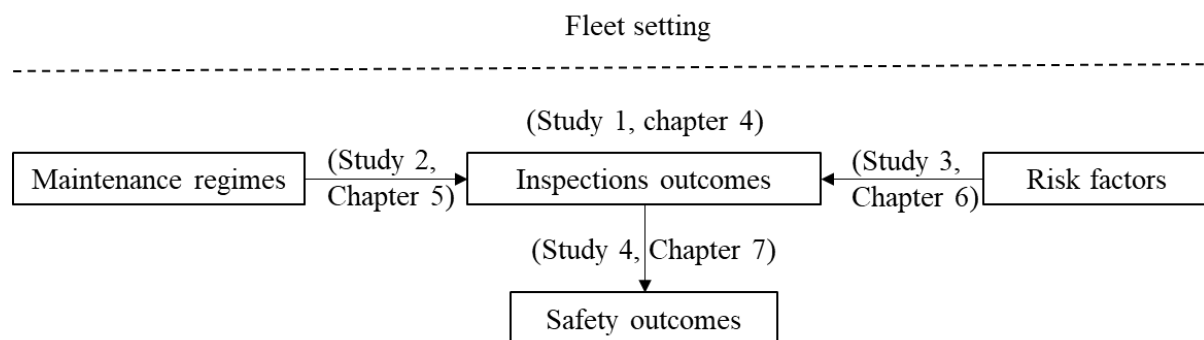 Fleet setting
(Study 1, chapter 4)
Maintenance regimes
(Study 2,
Chapter 5)
Inspections outcomes
(Study 3,
Chapter 6)
Risk factors
(Study 4, Chapter 7)
Safety outcomes